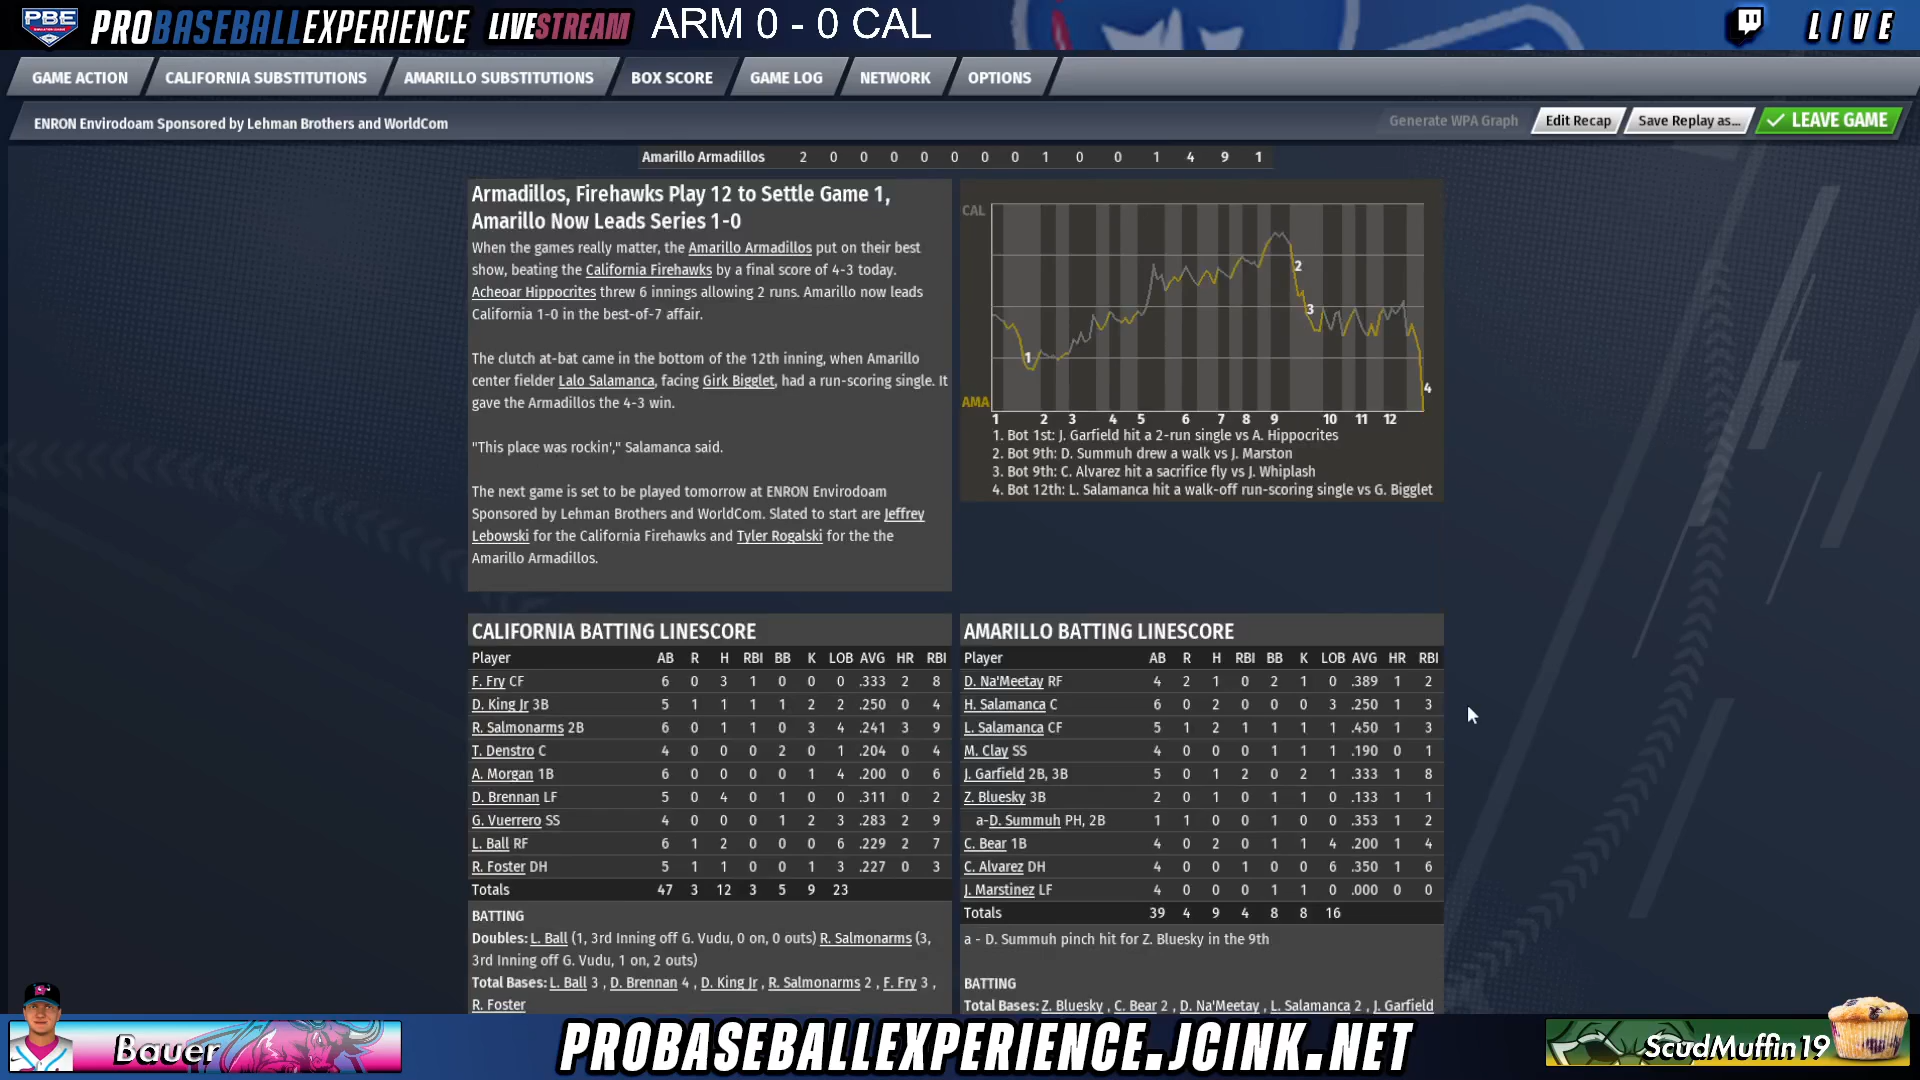 PBE PROBASEBALLEXPERIENCE LIVESTREAM ARM 0 - 0 CAL LIVE
GAME ACTION CALIFORNIA SUBSTITUTIONS AMARILLO SUBSTITUTIONS BOX SCORE GAME LOG NETWORK OPTIONS
ENRON Envirodoam Sponsored by Lehman Brothers and WorldCom Generate WPA Graph Edit Recap Save Replay as... LEAVE GAME
Amarillo Armadillos 2 0 0 0 0 0 0 0 1 0 0 1 4 9 1
Armadillos, Firehawks Play 12 to Settle Game 1,
Amarillo Now Leads Series 1-0
When the games really matter, the Amarillo Armadillos put on their best
show, beating the California Firehawks by a final score of 4-3 today.
Acheoar Hippocrites threw 6 innings allowing 2 runs. Amarillo now leads
California 1-0 in the best-of-7 affair.
The clutch at-bat came in the bottom of the 12th inning, when Amarillo
center fielder Lalo Salamanca, facing Girk Bigglet, had a run-scoring single. It
gave the Armadillos the 4-3 win.
"This place was rockin'," Salamanca said.
The next game is set to be played tomorrow at ENRON Envirodoam
Sponsored by Lehman Brothers and WorldCom. Slated to start are Jeffrey
Lebowski for the California Firehawks and Tyler Rogalski for the the
Amarillo Armadillos.
CAL
2
3
1
4
AMA
1 2 3 4 5 6 7 8 9 10 11 12
1. Bot 1st: J. Garfield hit a 2-run single vs A. Hippocrites
2. Bot 9th: D. Summuh drew a walk vs J. Marston
3. Bot 9th: C. Alvarez hit a sacrifice fly vs J. Whiplash
4. Bot 12th: L. Salamanca hit a walk-off run-scoring single vs G. Bigglet
CALIFORNIA BATTING LINESCORE
Player AB R H RBI BB K LOB AVG HR RBI
F. Fry CF 6 0 3 1 0 0 0 .333 2 8
D. King Jr 3B 5 1 1 1 1 2 2 .250 0 4
R. Salmonarms 2B 6 0 1 1 0 3 4 .241 3 9
T. Denstro C 4 0 0 0 2 0 1 .204 0 4
A. Morgan 1B 6 0 0 0 0 1 4 .200 0 6
D. Brennan LF 5 0 4 0 1 0 0 .311 0 2
G. Vuerrero SS 4 0 0 0 1 2 3 .283 2 9
L. Ball RF 6 1 2 0 0 0 6 .229 2 7
R. Foster DH 5 1 1 0 0 1 3 .227 0 3
Totals 47 3 12 3 5 9 23
BATTING
Doubles: L. Ball (1, 3rd Inning off G. Vudu, 0 on, 0 outs) R. Salmonarms (3,
3rd Inning off G. Vudu, 1 on, 2 outs)
Total Bases: L. Ball 3 , D. Brennan 4 , D. King Jr , R. Salmonarms 2 , F. Fry 3 ,
R. Foster
AMARILLO BATTING LINESCORE
Player AB R H RBI BB K LOB AVG HR RBI
D. Na'Meetay RF 4 2 1 0 2 1 0 .389 1 2
H. Salamanca C 6 0 2 0 0 0 3 .250 1 3
L. Salamanca CF 5 1 2 1 1 1 1 .450 1 3
M. Clay SS 4 0 0 0 1 1 1 .190 0 1
J. Garfield 2B, 3B 5 0 1 2 0 2 1 .333 1 8
Z. Bluesky 3B 2 0 1 0 1 1 0 .133 1 1
a-D. Summuh PH, 2B 1 1 0 0 1 0 0 .353 1 2
C. Bear 1B 4 0 2 0 1 1 4 .200 1 4
C. Alvarez DH 4 0 0 1 0 0 6 .350 1 6
J. Marstinez LF 4 0 0 0 1 1 0 .000 0 0
Totals 39 4 9 4 8 8 16
a - D. Summuh pinch hit for Z. Bluesky in the 9th
BATTING
Total Bases: Z. Bluesky , C. Bear 2 , D. Na'Meetay , L. Salamanca 2 , J. Garfield
Bauer PROBASEBALLEXPERIENCE.JCINK.NET ScudMuffin19